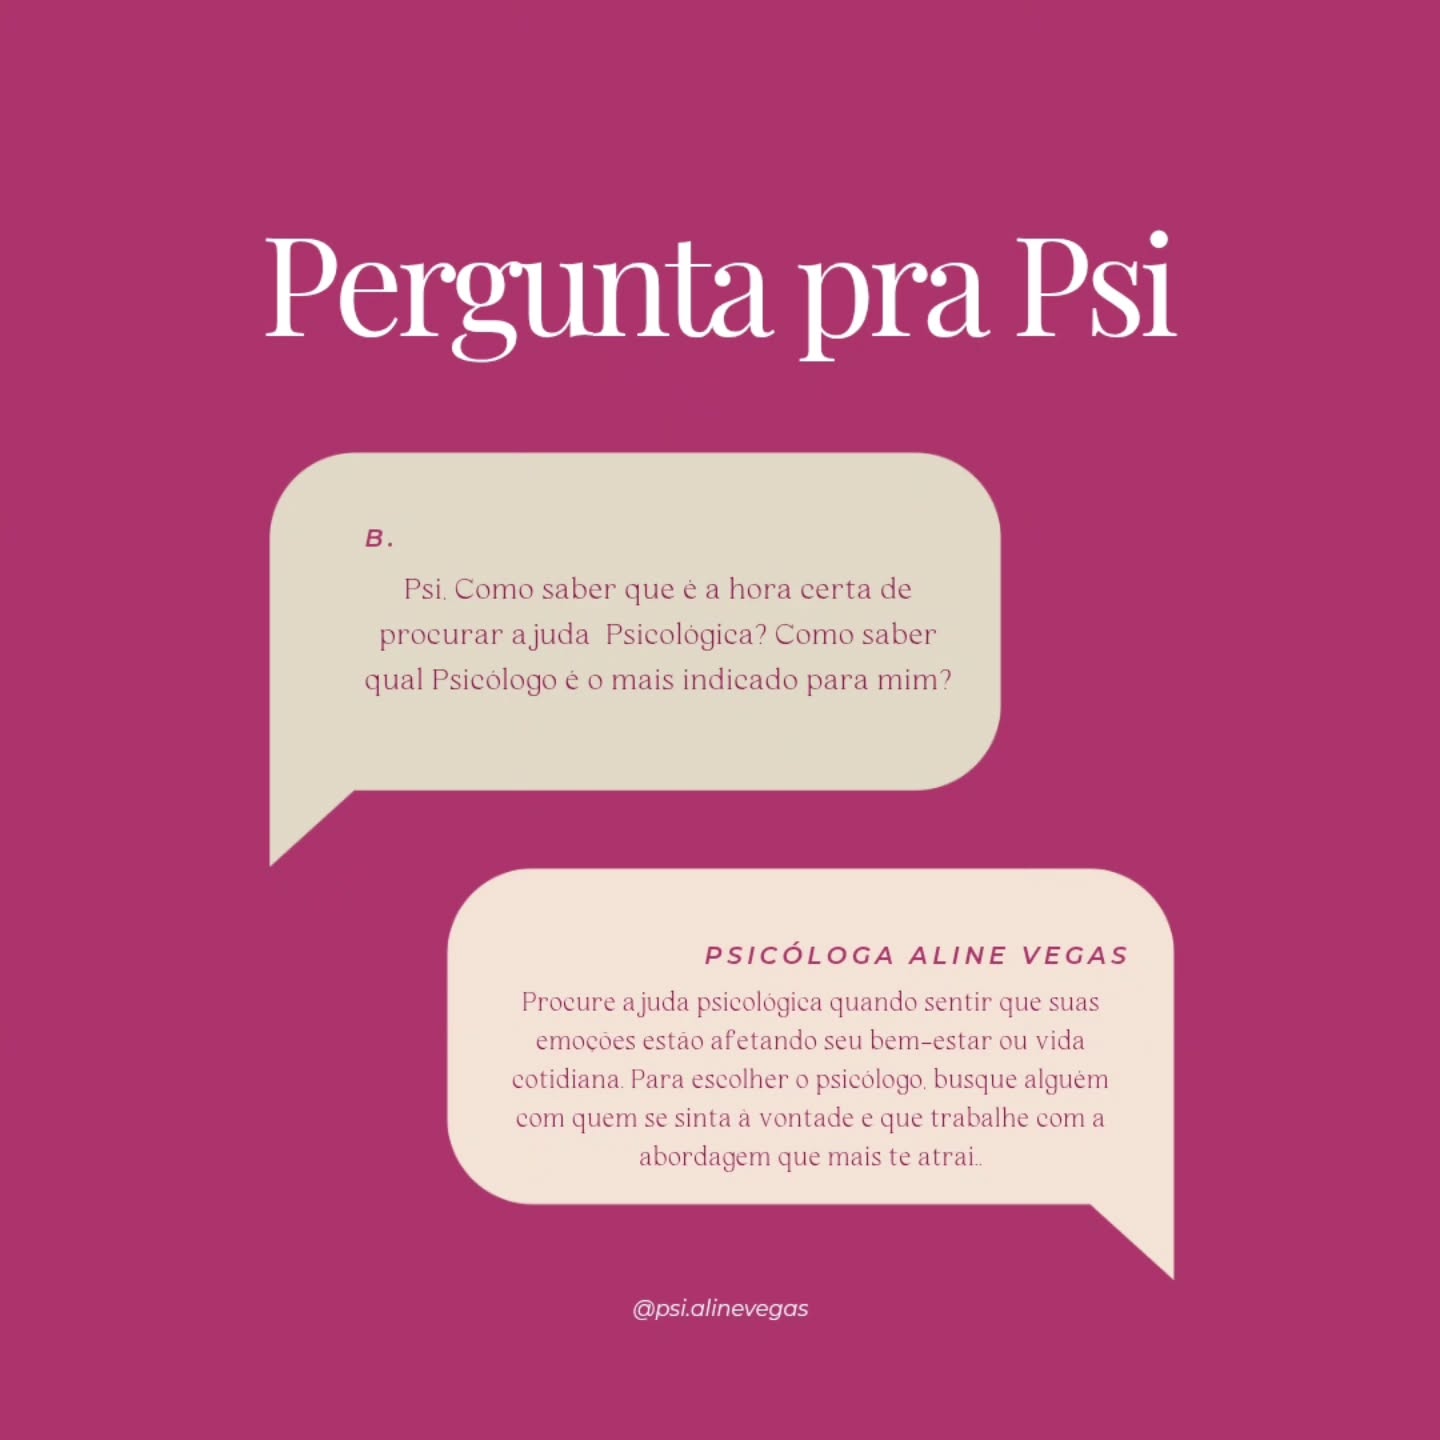 Pergunta pra Psi
B.
Psi, Como saber que é a hora certa de
procurar ajuda Psicológica? Como saber
qual Psicólogo é o mais indicado para mim?
PSICÓLOGA ALINE VEGAS
Procure ajuda psicológica quando sentir que suas
emoções estão afetando seu bem-estar ou vida
cotidiana. Para escolher o psicólogo, busque alguém
com quem se sinta à vontade e que trabalhe com a
abordagem que mais te atrai..
@psi.alinevegas